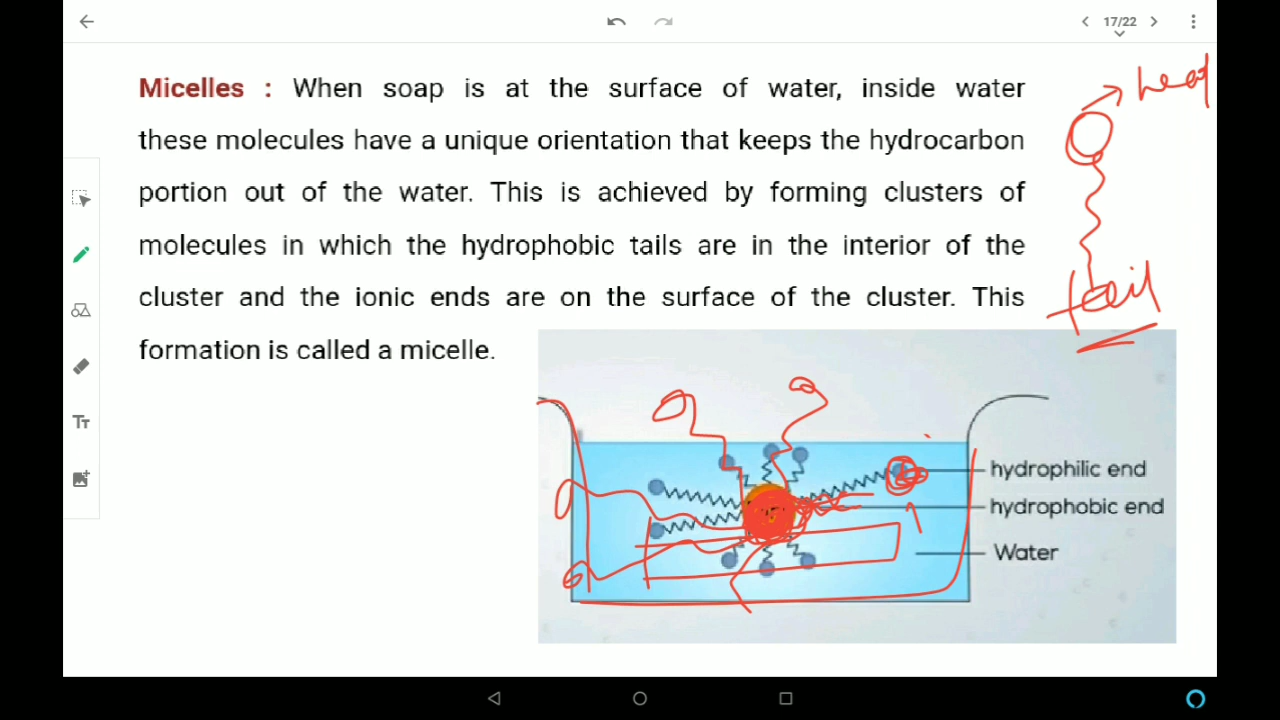 17/22
Micelles : When soap is at the surface of water, inside water
these molecules have a unique orientation that keeps the hydrocarbon
portion out of the water. This is achieved by forming clusters of
molecules in which the hydrophobic tails are in the interior of the
cluster and the ionic ends are on the surface of the cluster. This
formation is called a micelle.
head
tail
hydrophilic end
hydrophobic end
Water
Tт